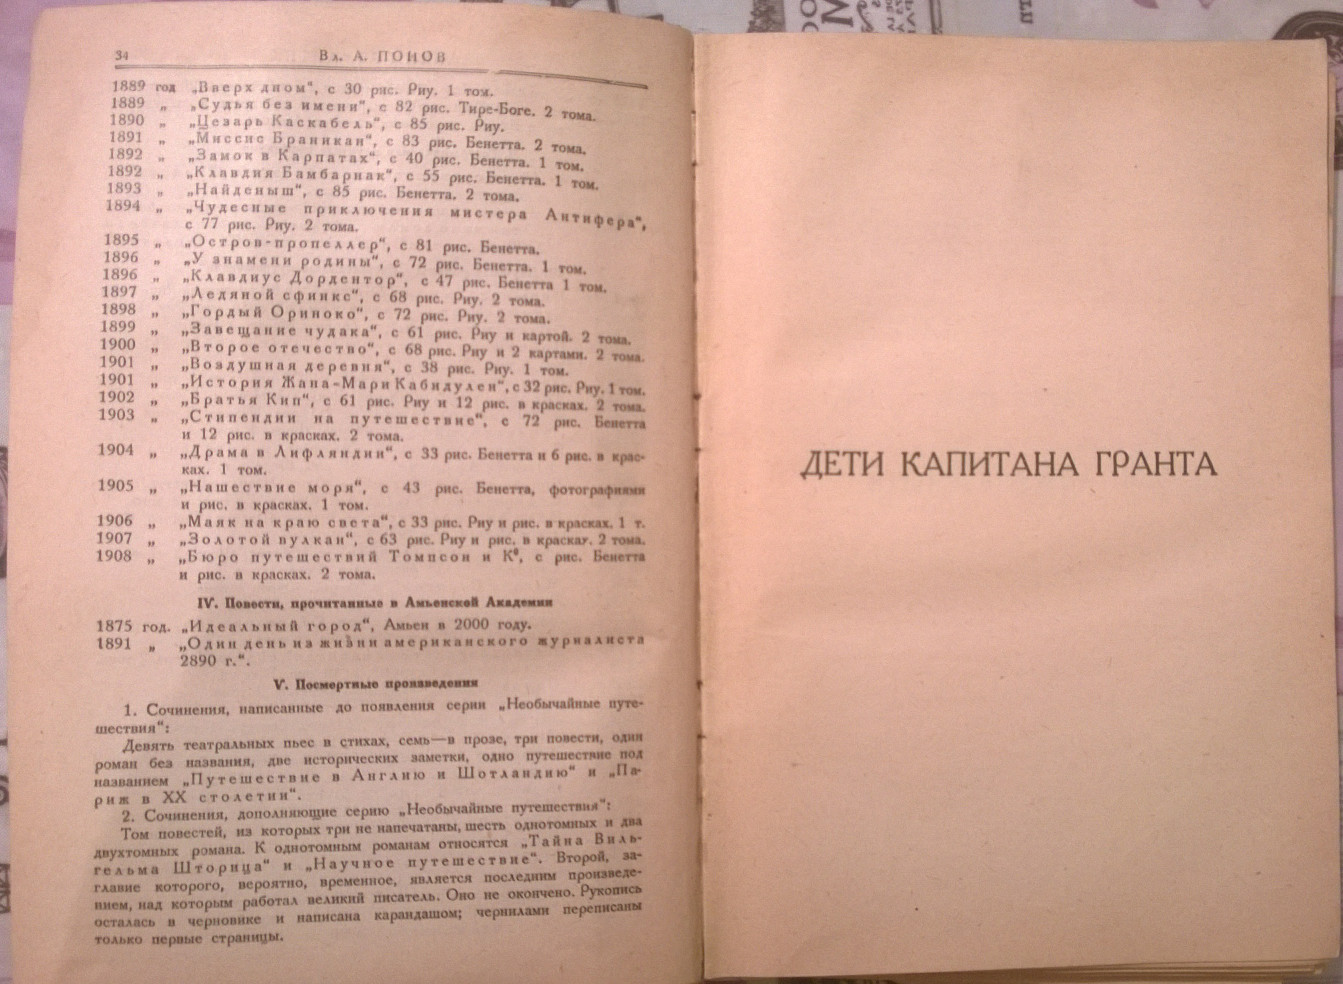 34 Вл. А. ПОПОВ
1889 год „Вверх дном“, с 30 рис. Риу. 1 том.
1889 „ „Судья без имени“, с 82 рис. Тире-Боге. 2 тома.
1890 „ „Цезарь Каскабель“, с 85 рис. Риу.
1891 „ „Миссис Браникан“, с 83 рис. Бенетта. 2 тома.
1892 „ „Замок в Карпатах“, с 40 рис. Бенетта. 1 том.
1892 „ „Клавдия Бамбарнак“, с 55 рис. Бенетта. 1 том.
1893 „ „Найденыш“, с 85 рис. Бенетта. 2 тома.
1894 „ „Чудесные приключения мистера Антифера“,
с 77 рис. Риу. 2 тома.
1895 „ „Остров-пропеллер“, с 81 рис. Бенетта.
1896 „ „У знамени родины“, с 72 рис. Бенетта. 1 том.
1896 „ „Клавдиус Дордентор“, с 47 рис. Бенетта 1 том.
1897 „ „Ледяной сфинкс“, с 68 рис. Риу. 2 тома.
1898 „ „Гордый Ориноко“, с 72 рис. Риу. 2 тома.
1899 „ „Завещание чудака“, с 61 рис. Риу и картой. 2 тома.
1900 „ „Второе отечество“, с 68 рис. Риу и 2 картами. 2 тома.
1901 „ „Воздушная деревня“, с 38 рис. Риу. 1 том.
1901 „ „История Жана-Мари Кабидулен“, с 32 рис. Риу. 1 том.
1902 „ „Братья Кип“, с 61 рис. Риу и 12 рис. в красках. 2 тома.
1903 „ „Стипендии на путешествие“, с 72 рис. Бенетта
и 12 рис. в красках. 2 тома.
1904 „ „Драма в Лифляндии“, с 33 рис. Бенетта и 6 рис. в крас-
ках. 1 том.
1905 „ „Нашествие моря“, с 43 рис. Бенетта, фотографиями
и рис. в красках. 1 том.
1906 „ „Маяк на краю света“, с 33 рис. Риу и рис. в красках. 1 т.
1907 „ „Золотой вулкан“, с 63 рис. Риу и рис. в красках. 2 тома.
1908 „ „Бюро путешествий Томпсон и К⁰, с рис. Бенетта
и рис. в красках. 2 тома.
IV. Повести, прочитанные в Амьенской Академии
1875 год. „Идеальный город“, Амьен в 2000 году.
1891 „ „Один день из жизни американского журналиста
2890 г.“.
V. Посмертные произведения
1. Сочинения, написанные до появления серии „Необычайные путе-
шествия“:
Девять театральных пьес в стихах, семь—в прозе, три повести, один
роман без названия, две исторических заметки, одно путешествие под
названием „Путешествие в Англию и Шотландию“ и „Па-
риж в XX столетии“.
2. Сочинения, дополняющие серию „Необычайные путешествия“:
Том повестей, из которых три не напечатаны, шесть однотомных и два
двухтомных романа. К однотомным романам относятся „Тайна Виль-
гельма Шторица“ и „Научное путешествие“. Второй, за-
главие которого, вероятно, временное, является последним произведе-
нием, над которым работал великий писатель. Оно не окончено. Рукопись
осталась в черновике и написана карандашом; чернилами переписаны
только первые страницы.
ДЕТИ КАПИТАНА ГРАНТА